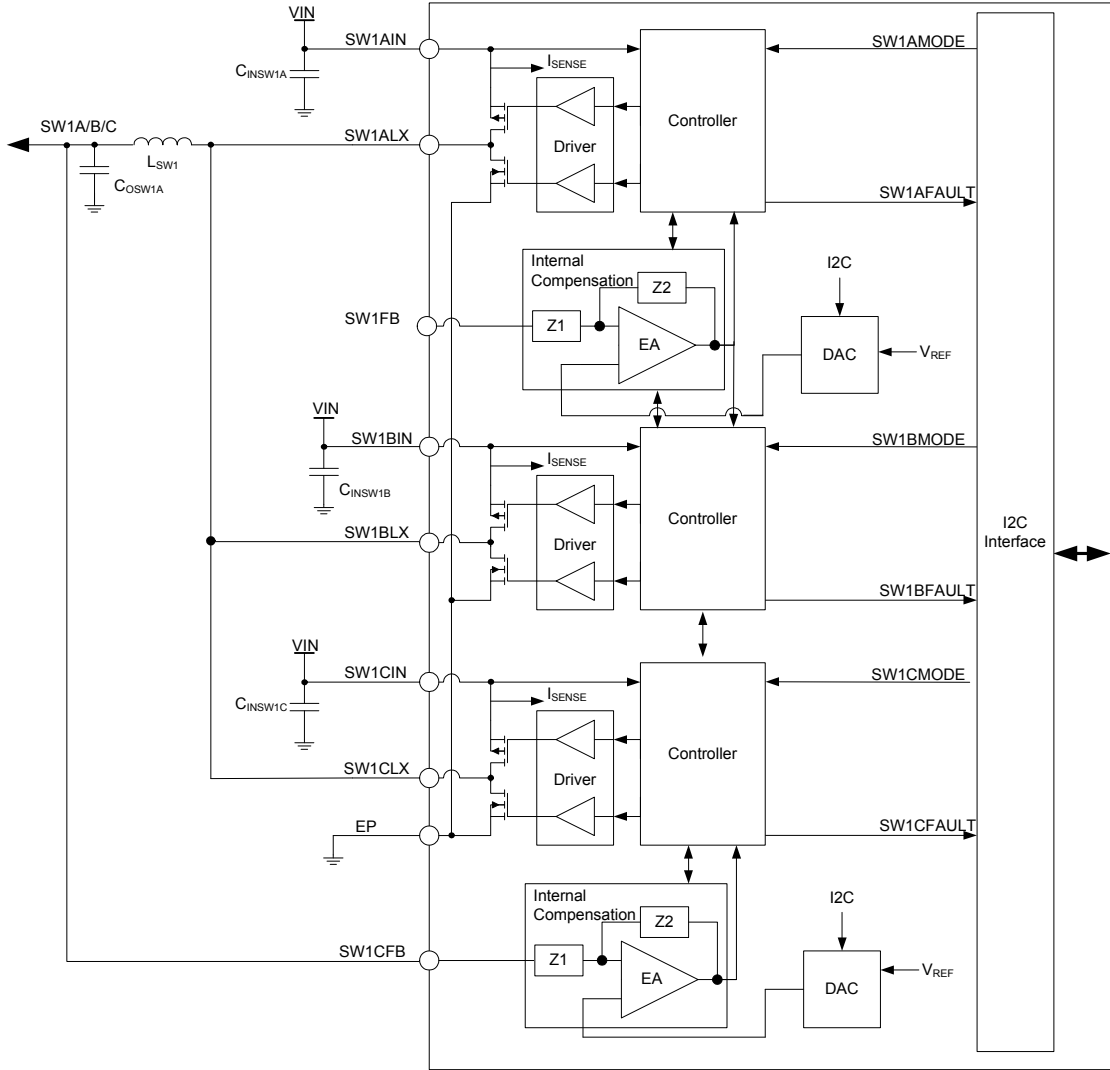 VIN
SW1AIN
CINSW1A
ISENSE
SW1AMODE
Controller
SW1A/B/C
LSW1
COSW1A
SW1ALX
Driver
SW1AFAULT
Internal
Compensation
Z2
I2C
SW1FB
Z1
EA
DAC
VREF
VIN
SW1BIN
CINSW1B
ISENSE
SW1BMODE
Controller
I2C
Interface
SW1BLX
Driver
SW1BFAULT
VIN
SW1CIN
CINSW1C
ISENSE
SW1CMODE
Controller
SW1CLX
Driver
EP
SW1CFAULT
Internal
Compensation
Z2
I2C
SW1CFB
Z1
EA
DAC
VREF